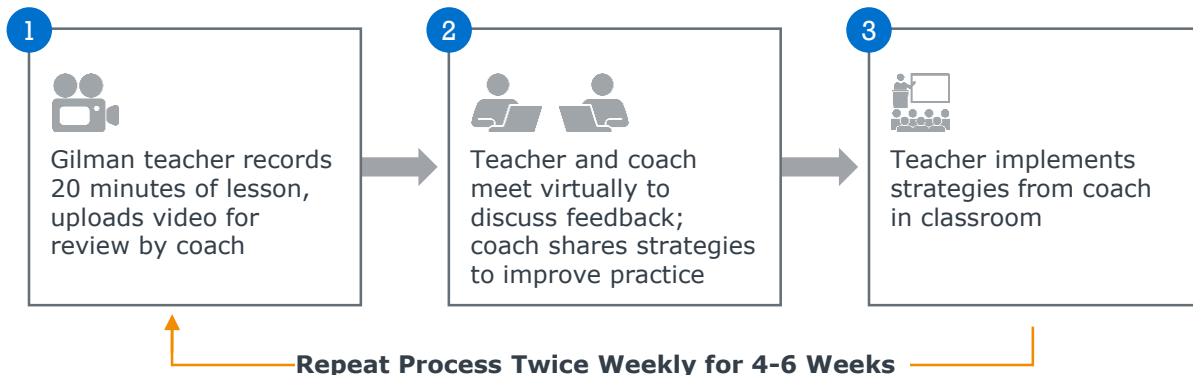 1
Gilman teacher records
20 minutes of lesson,
uploads video for
review by coach
2
Teacher and coach
meet virtually to
discuss feedback;
coach shares strategies
to improve practice
3
Teacher implements
strategies from coach
in classroom
Repeat Process Twice Weekly for 4-6 Weeks